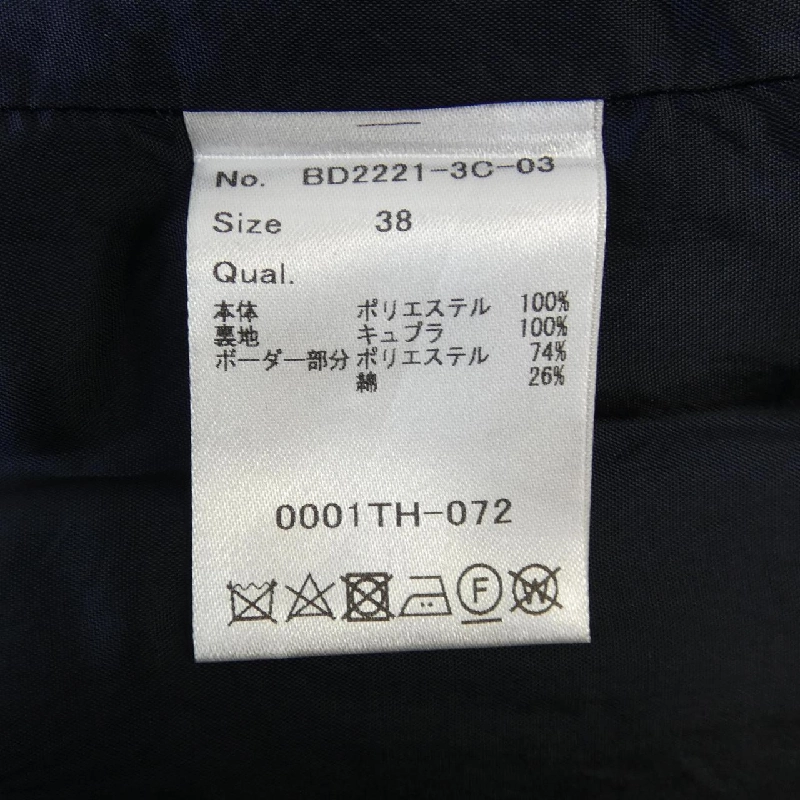 No. BD2221-3C-03
Size 38
Qual.
本体 ポリエステル 100%
裏地 キュプラ 100%
ボーダー部分 ポリエステル 74%
綿 26%
0001TH-072
F W